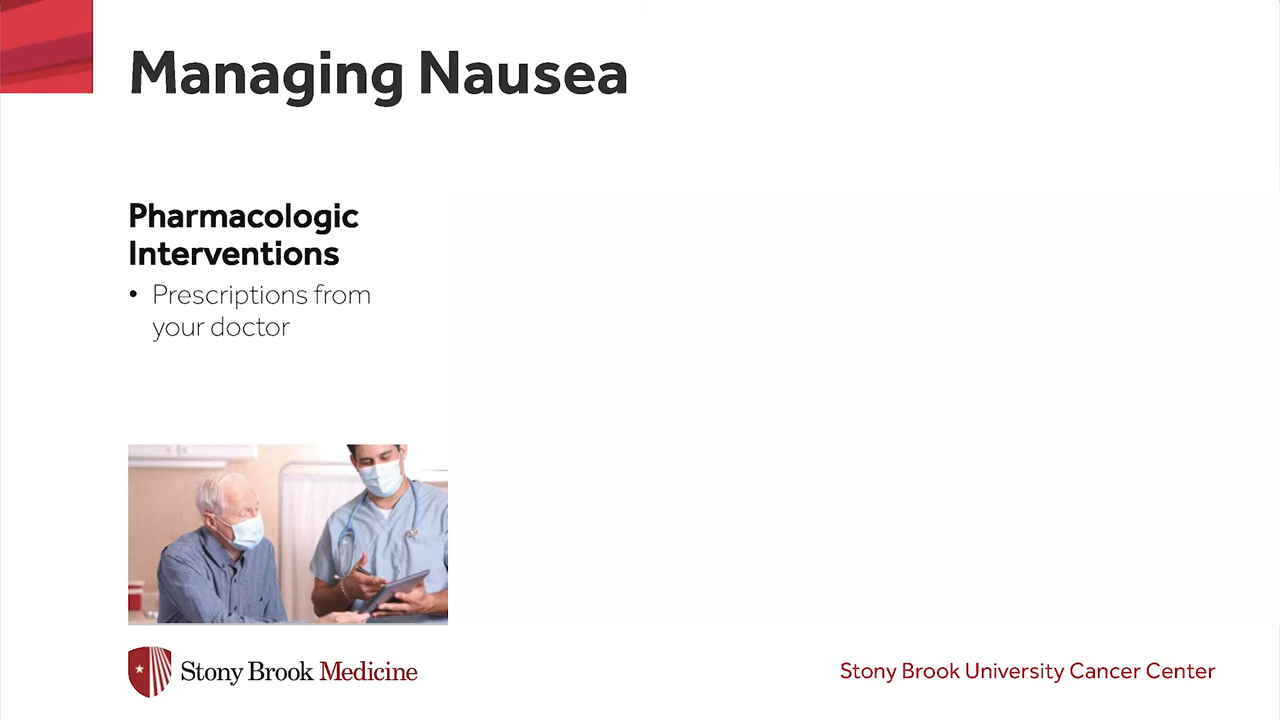 Managing Nausea
Pharmacologic
Interventions
• Prescriptions from
your doctor
Stony Brook Medicine
Stony Brook University Cancer Center